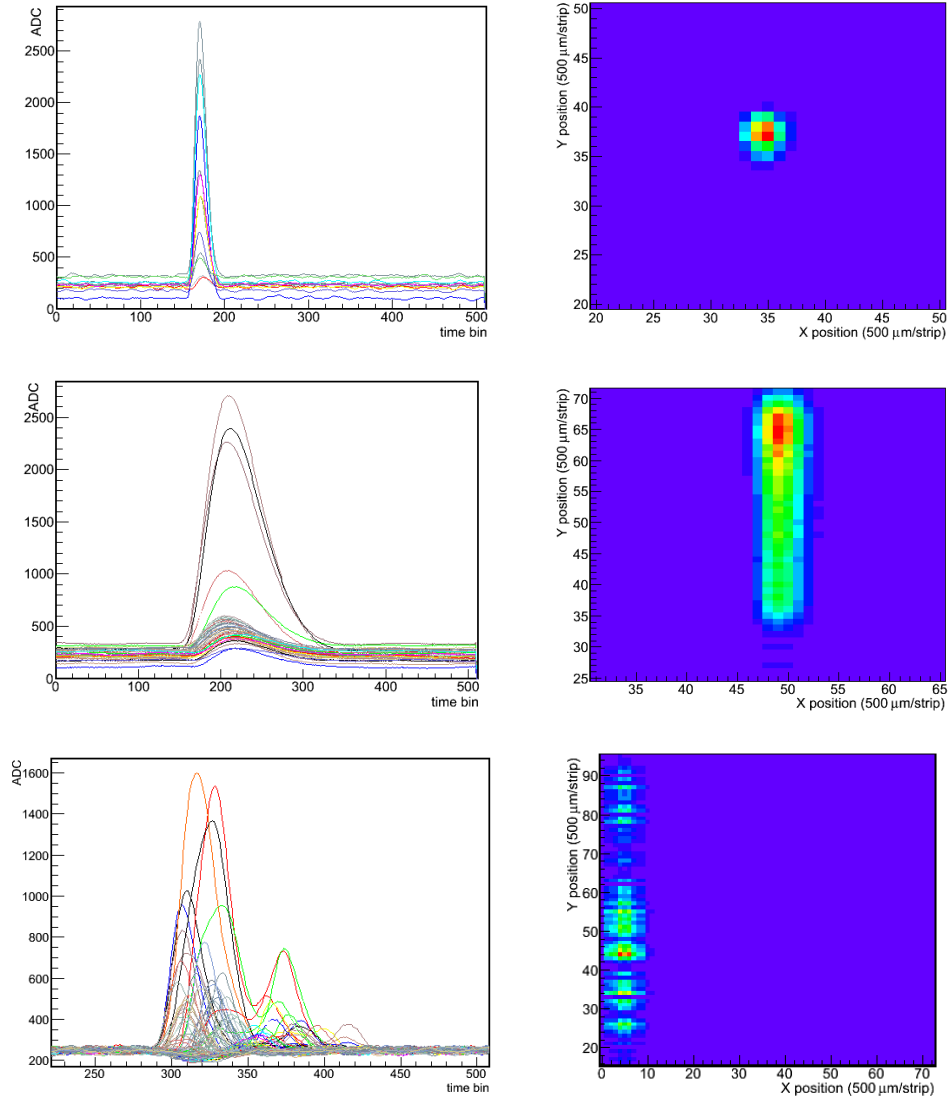 ADC
2500
2000
1500
1000
500
0
0 100 200 300 400 500
time bin
Y position (500 μm/strip)
50
45
40
35
30
25
20
20 25 30 35 40 45 50
X position (500 μm/strip)
ADC
2500
2000
1500
1000
500
0
0 100 200 300 400 500
time bin
Y position (500 μm/strip)
70
65
60
55
50
45
40
35
30
25
35 40 45 50 55 60 65
X position (500 μm/strip)
ADC
1600
1400
1200
1000
800
600
400
200
250 300 350 400 450 500
time bin
Y position (500 μm/strip)
90
80
70
60
50
40
30
20
0 10 20 30 40 50 60 70
X position (500 μm/strip)